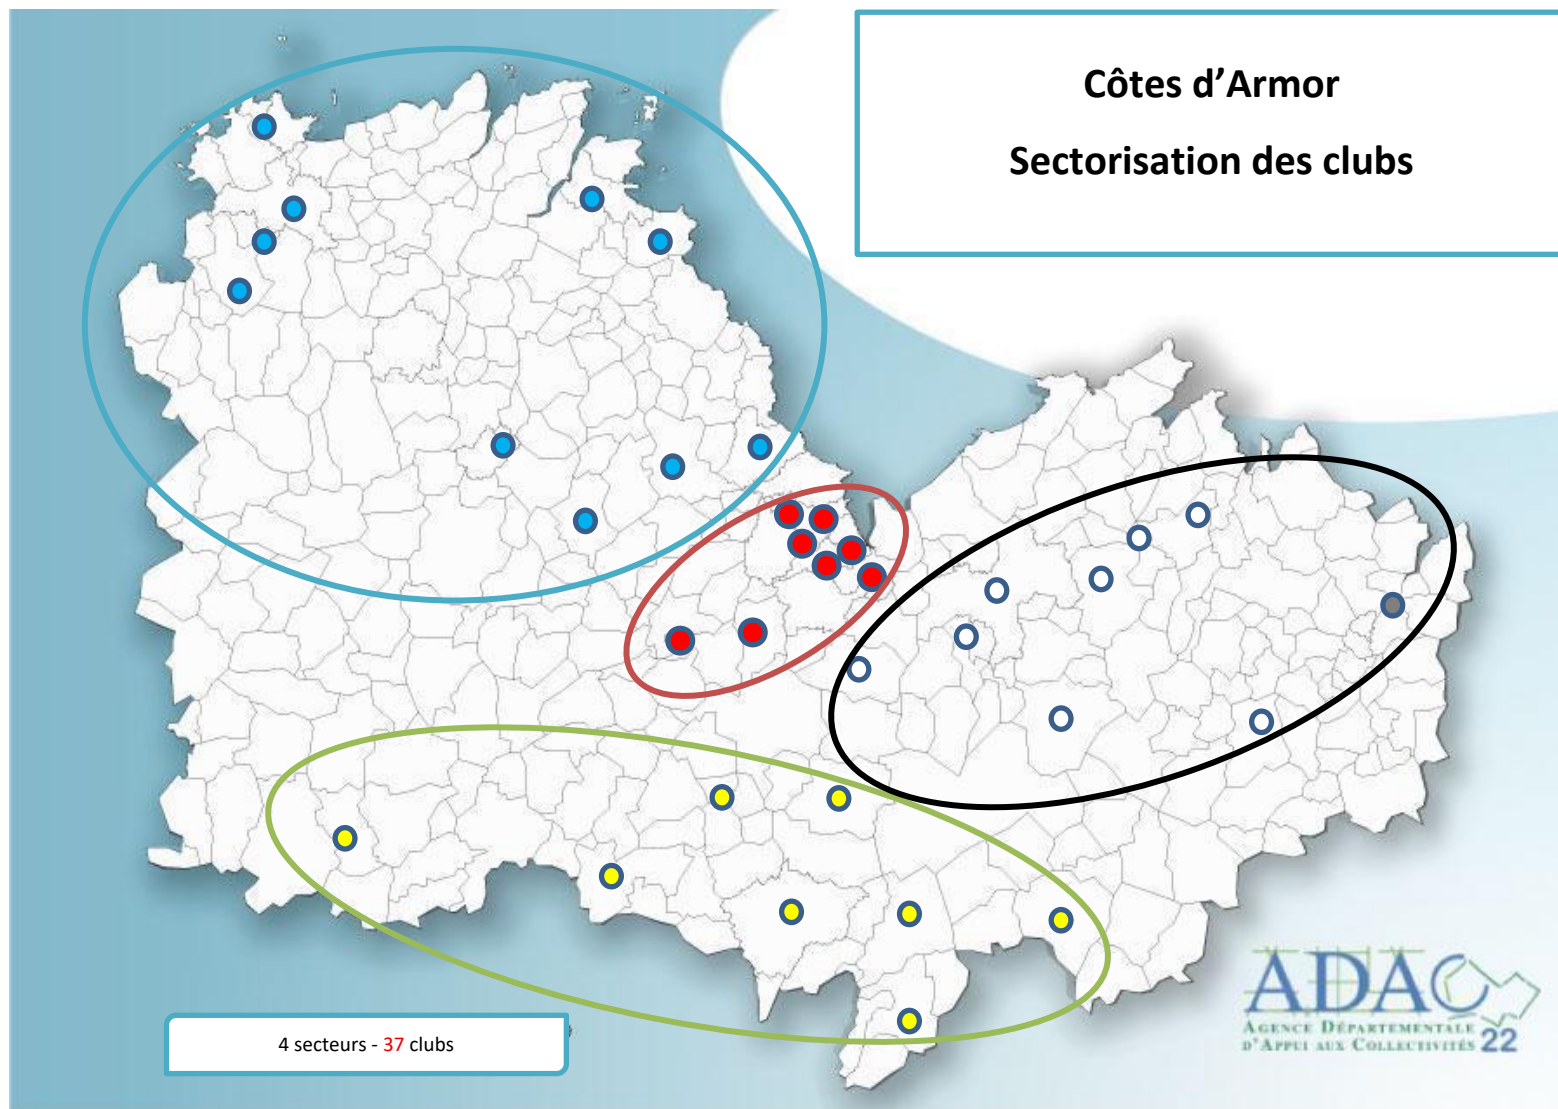 Côtes d’Armor
Sectorisation des clubs
4 secteurs - 37 clubs
ADAC
AGENCE DÉPARTEMENTALE
D'APPUI AUX COLLECTIVITÉS 22